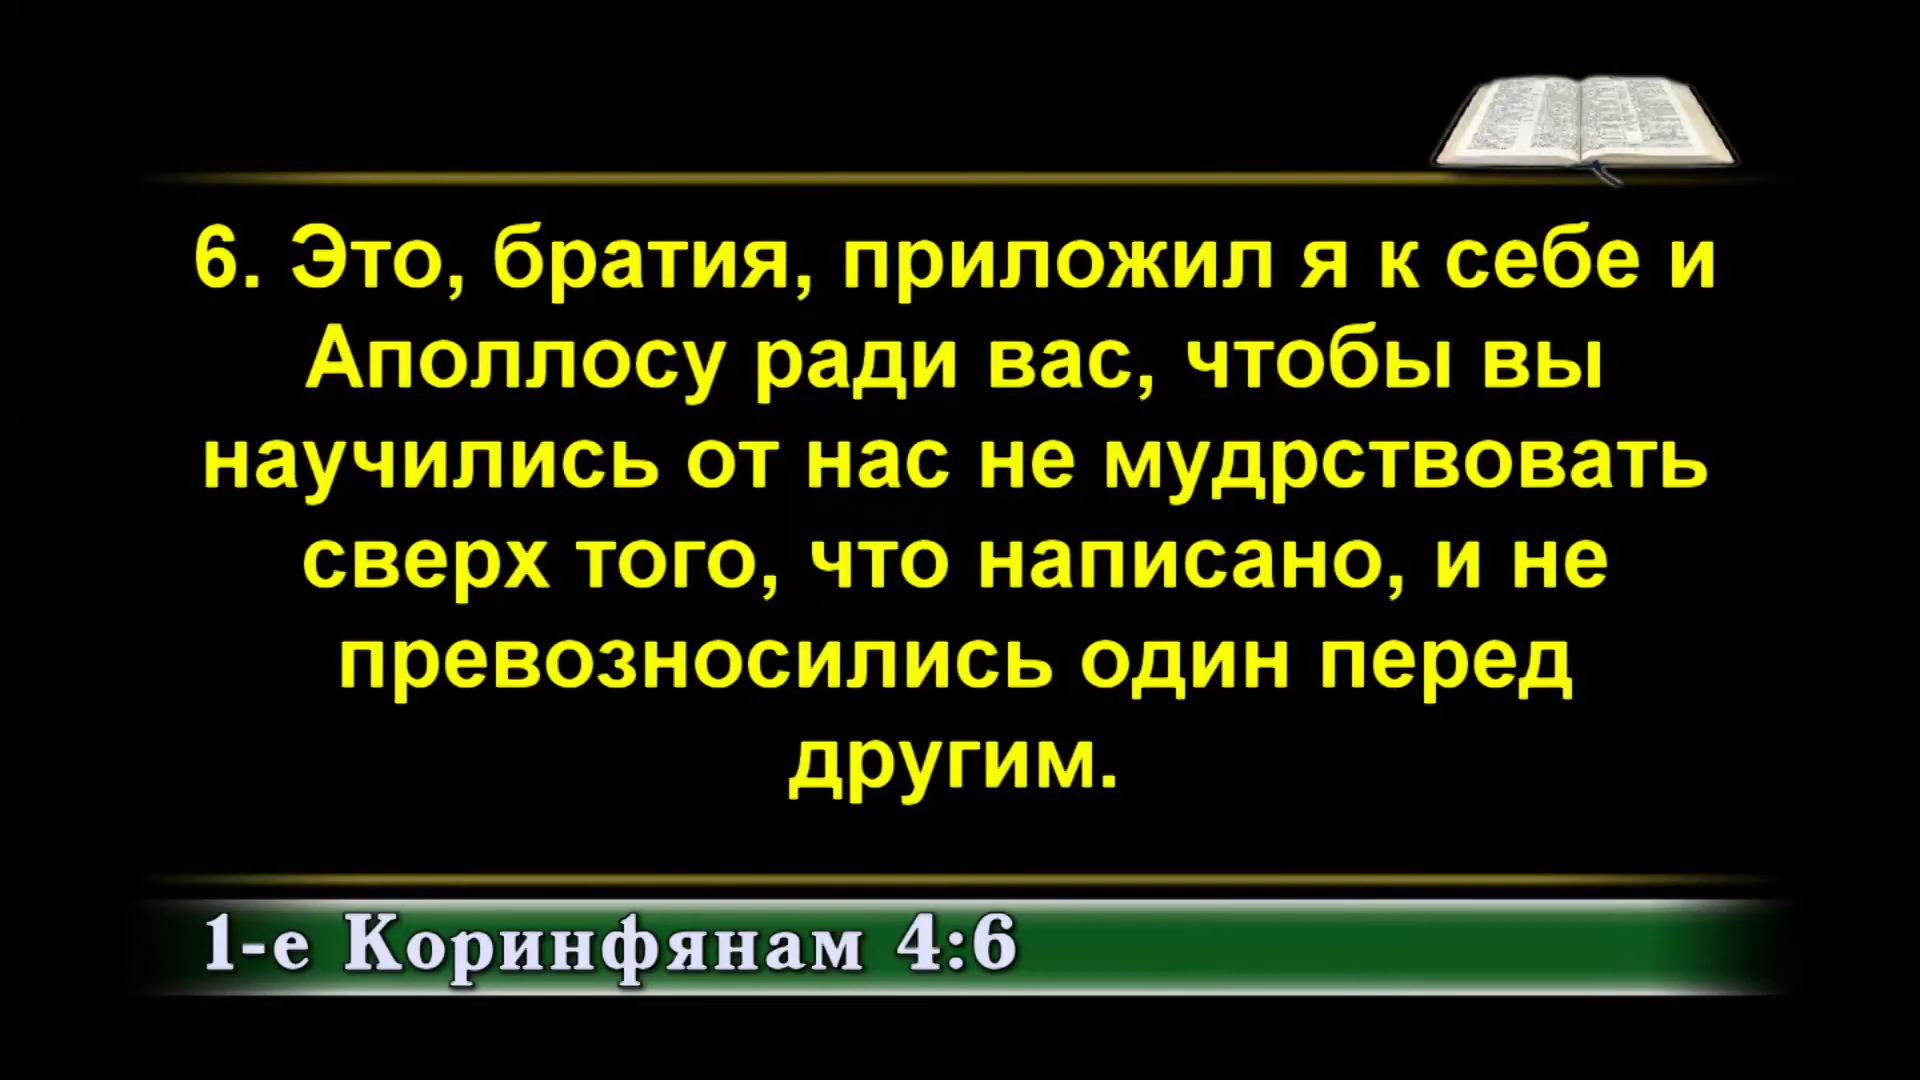 6. Это, братия, приложил я к себе и
Аполлосу ради вас, чтобы вы
научились от нас не мудрствовать
сверх того, что написано, и не
превозносились один перед
другим.
1-е Коринфянам 4:6